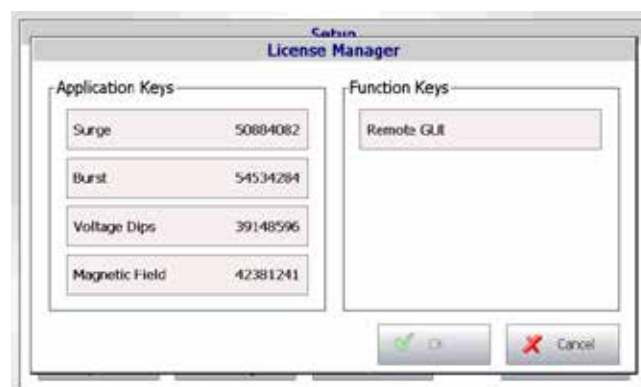 Setup
License Manager
Application Keys
Surge 50884082
Burst 54534284
Voltage Dips 39148596
Magnetic Field 42381241
Function Keys
Remote GUI
Cancel